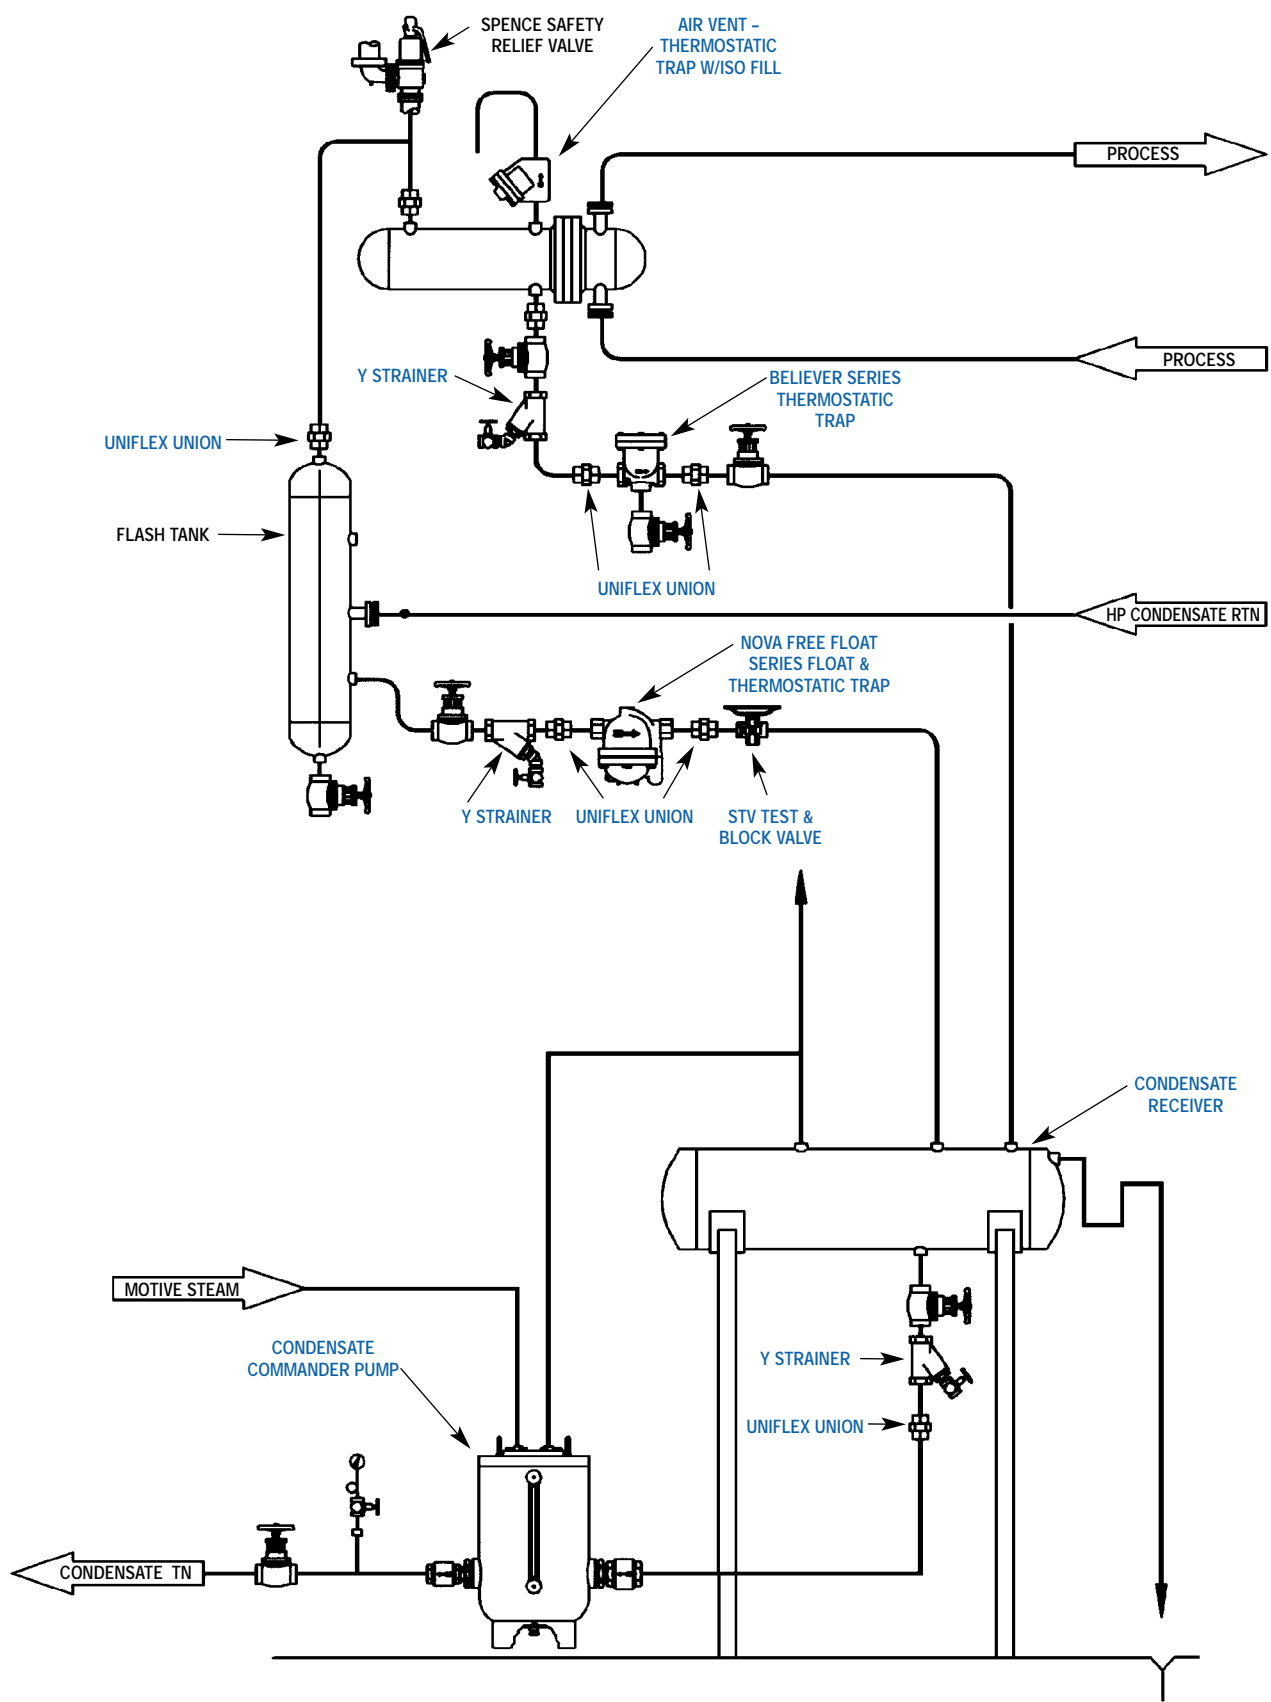 SPENCE SAFETY
RELIEF VALVE
AIR VENT –
THERMOSTATIC
TRAP W/ISO FILL
PROCESS
PROCESS
Y STRAINER
BELIEVER SERIES
THERMOSTATIC
TRAP
UNIFLEX UNION
FLASH TANK
UNIFLEX UNION
HP CONDENSATE RTN
NOVA FREE FLOAT
SERIES FLOAT &
THERMOSTATIC TRAP
Y STRAINER
UNIFLEX UNION
STV TEST &
BLOCK VALVE
CONDENSATE
RECEIVER
MOTIVE STEAM
CONDENSATE
COMMANDER PUMP
Y STRAINER
UNIFLEX UNION
CONDENSATE TN